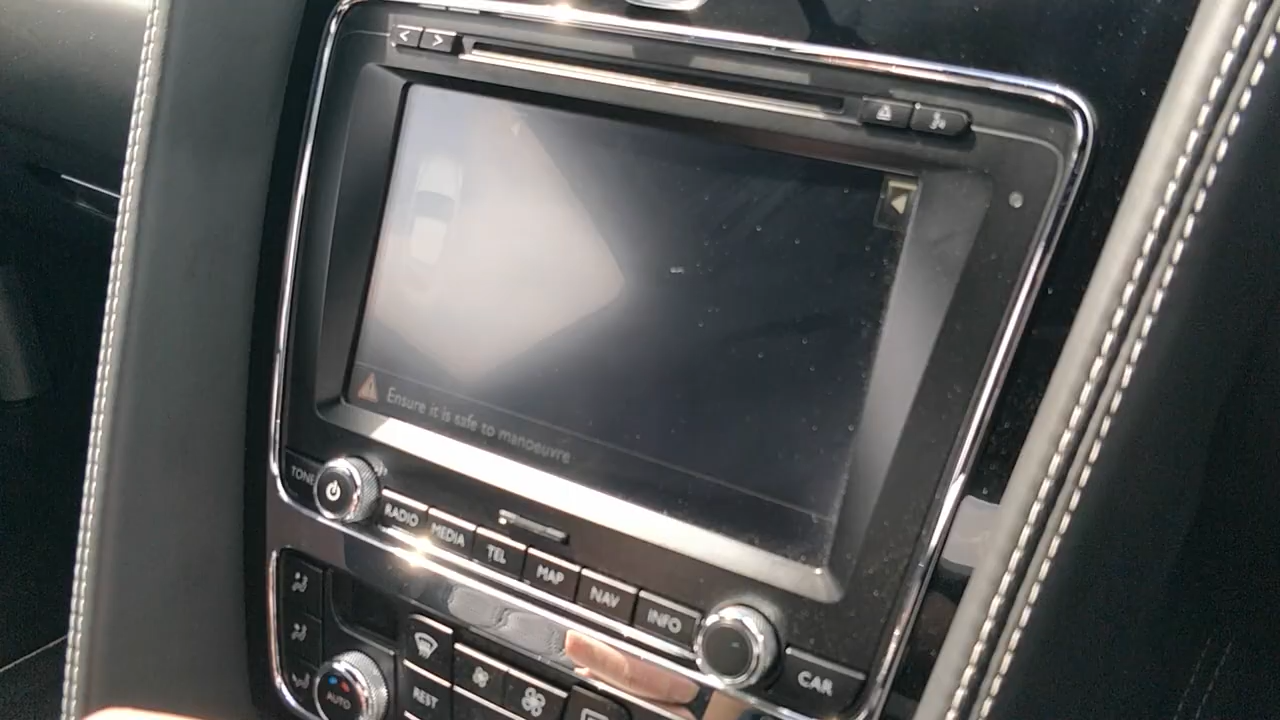 Ensure it is safe to manoeuvre
TONE
RADIO
MEDIA
TEL
MAP
NAV
INFO
CAR
AUTO
REST